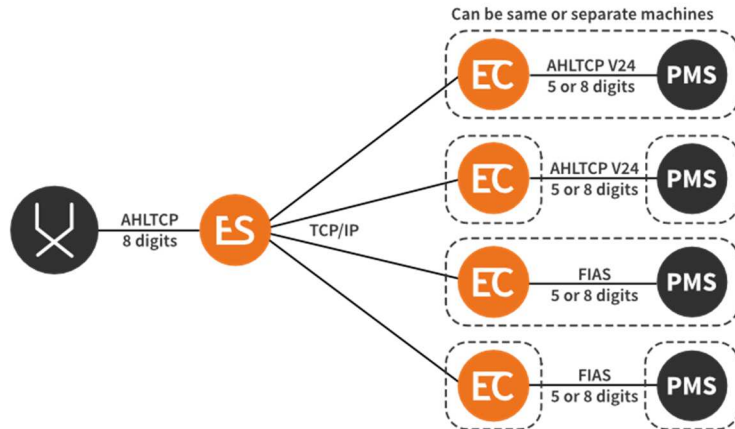 Can be same or separate machines
EC
AHLTCP V24
5 or 8 digits
PMS
EC
AHLTCP V24
5 or 8 digits
PMS
AHLTCP
8 digits
ES
TCP/IP
EC
FIAS
5 or 8 digits
PMS
EC
FIAS
5 or 8 digits
PMS